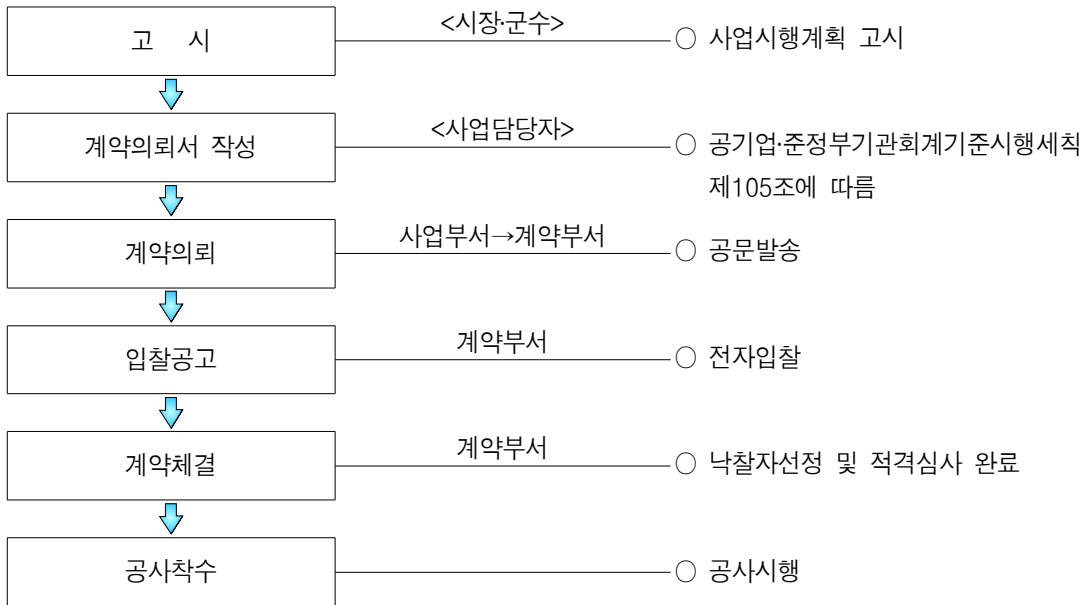 고 시 <시장·군수> ○ 사업시행계획 고시
계약의뢰서 작성 <사업담당자> ○ 공기업·준정부기관회계기준시행세칙
제105조에 따름
계약의뢰 사업부서→계약부서 ○ 공문발송
입찰공고 계약부서 ○ 전자입찰
계약체결 계약부서 ○ 낙찰자선정 및 적격심사 완료
공사착수 ○ 공사시행